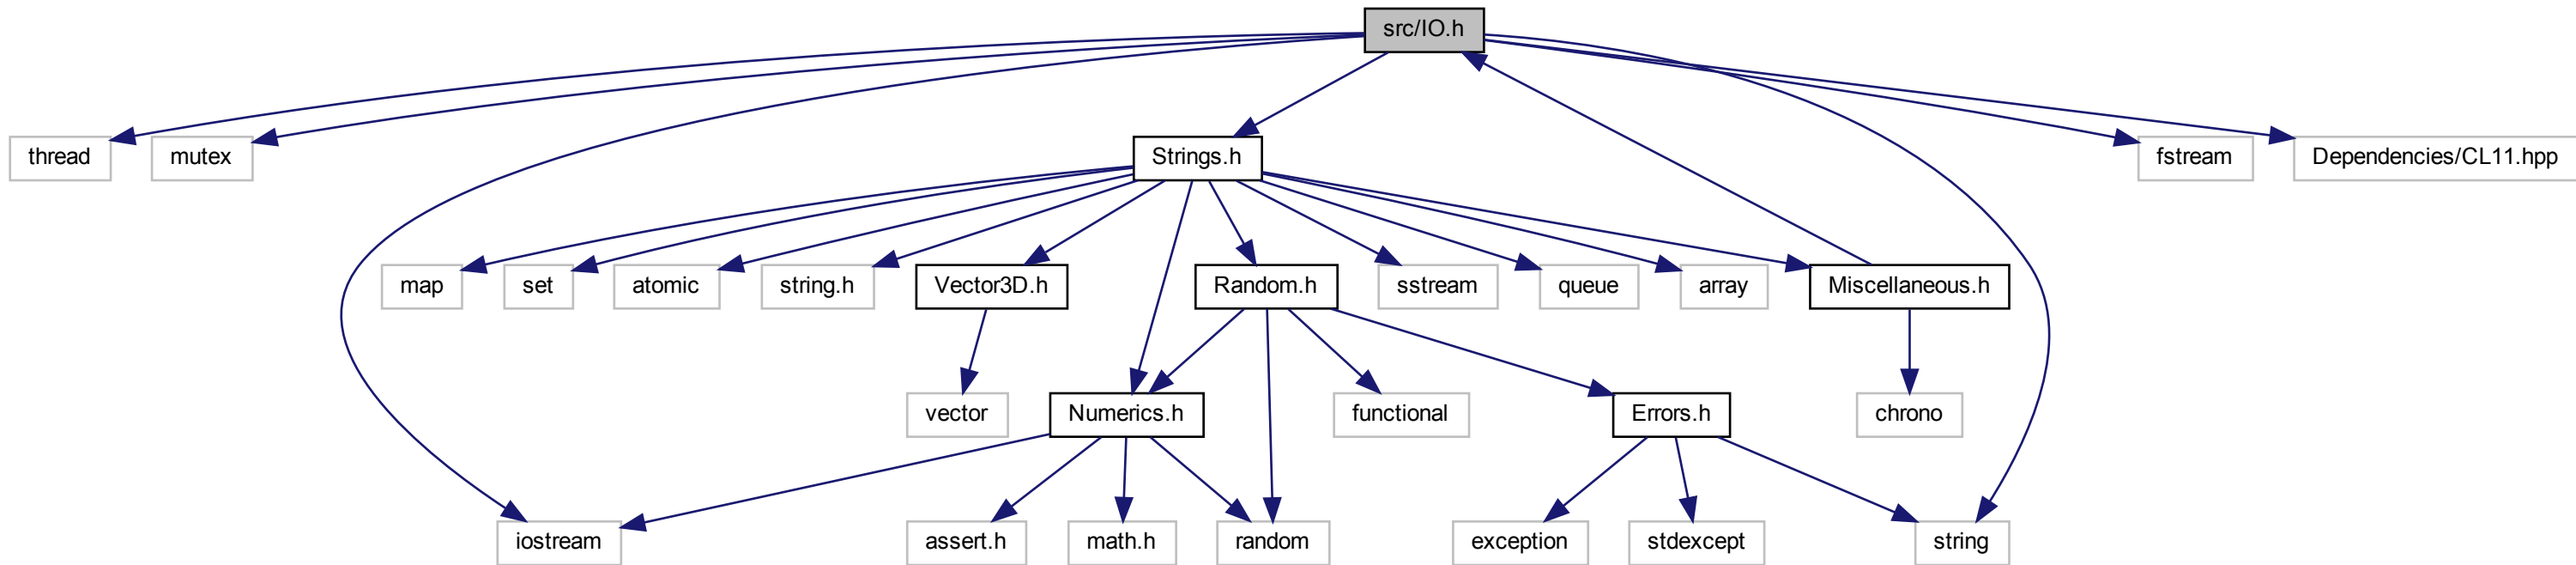 src/IO.h
thread
mutex
Strings.h
fstream
Dependencies/CL11.hpp
map
set
atomic
string.h
Vector3D.h
Random.h
sstream
queue
array
Miscellaneous.h
vector
Numerics.h
functional
Errors.h
chrono
iostream
assert.h
math.h
random
exception
stdexcept
string